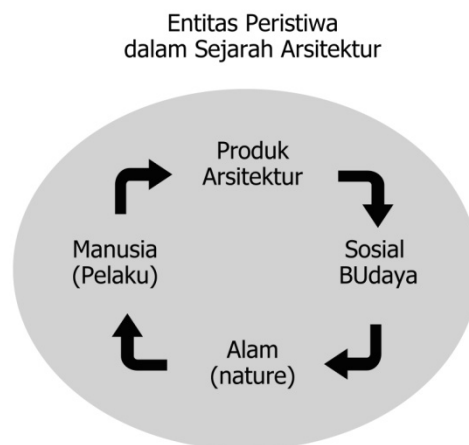 Entitas Peristiwa
dalam Sejarah Arsitektur
Produk
Arsitektur
Manusia
(Pelaku)
Sosial
BUdaya
Alam
(nature)